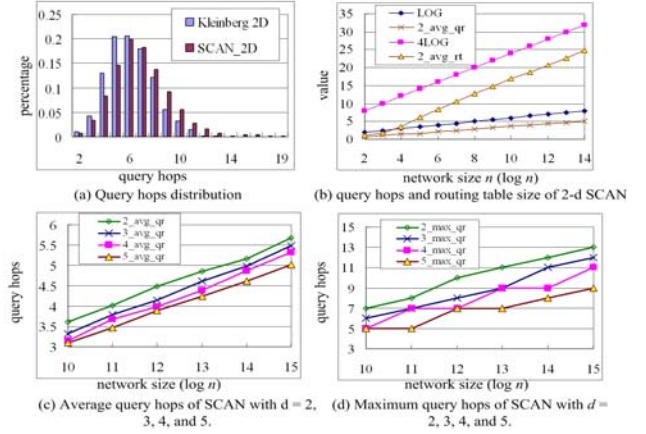 Kleinberg 2D
SCAN_2D
0.25
0.2
0.15
0.1
0.05
0
percentage
2 6 10 14 19
query hops
(a) Query hops distribution
LOG
2_avg_qr
4LOG
2_avg_rt
35
30
25
20
15
10
5
0
value
2 4 6 8 10 12 14
network size n (log n)
(b) query hops and routing table size of 2-d SCAN
2_avg_qr
3_avg_qr
4_avg_qr
5_avg_qr
6
5.5
5
4.5
4
3.5
3
query hops
10 11 12 13 14 15
network size (log n)
(c) Average query hops of SCAN with d = 2,
3, 4, and 5.
2_max_qr
3_max_qr
4_max_qr
5_max_qr
15
13
11
9
7
5
3
query hops
10 11 12 13 14 15
network size (log n)
(d) Maximum query hops of SCAN with d =
2, 3, 4, and 5.